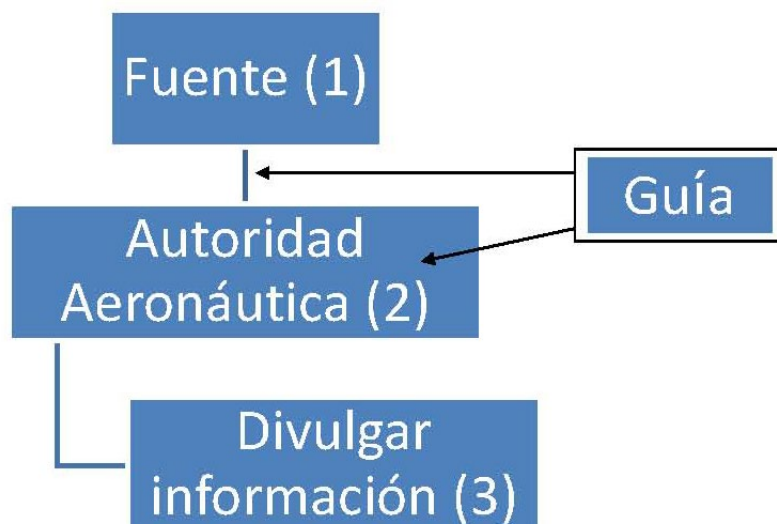 Fuente (1)
Guía
Autoridad
Aeronáutica (2)
Divulgar
información (3)